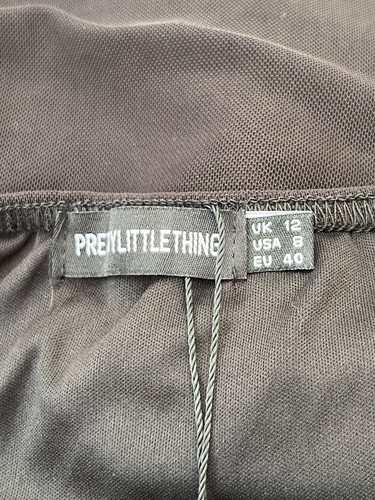 PRETTYLITTLETHING
UK 12
USA 8
EU 40